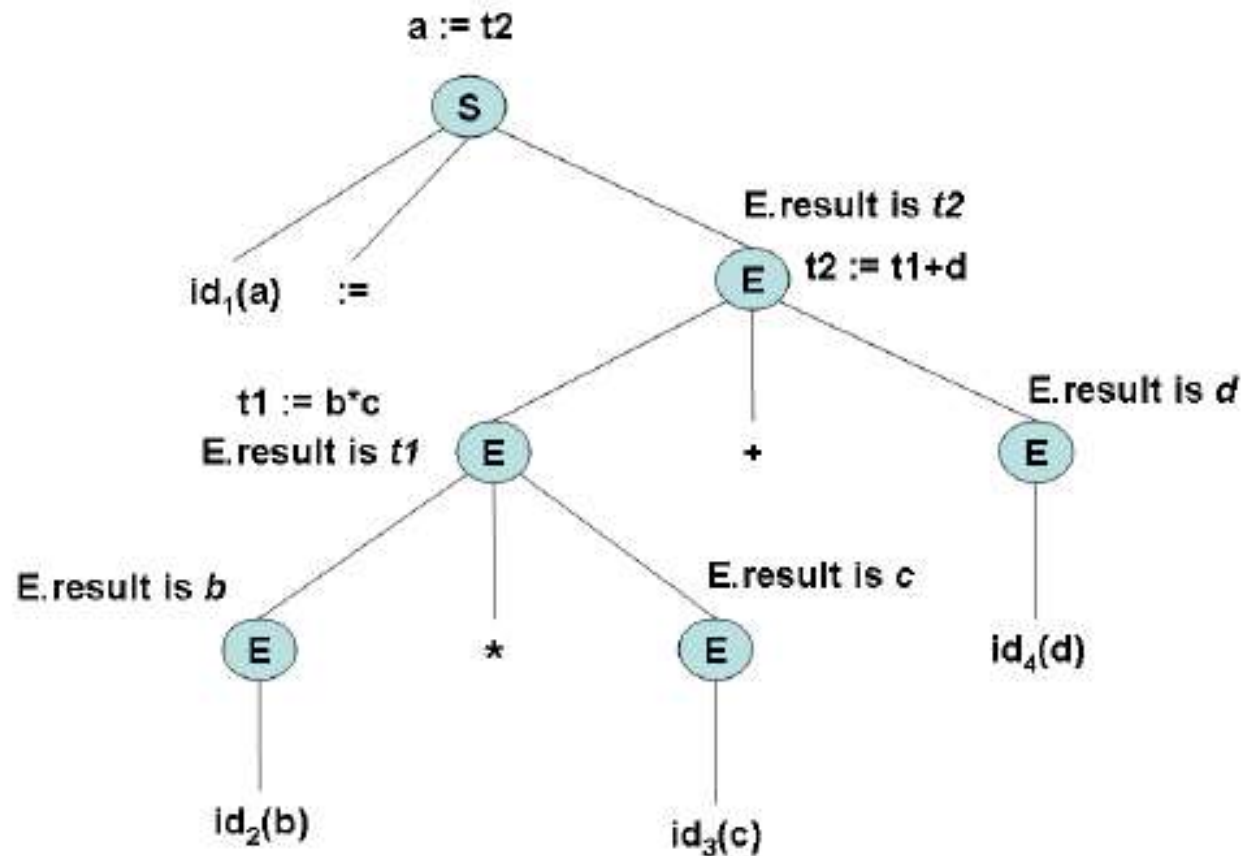 a := t2
S
E.result is t2
E
t2 := t1+d
id₁(a)
:=
t1 := b*c
E.result is t1
E
+
E.result is d
E
E.result is b
E
*
E.result is c
E
id₄(d)
id₂(b)
id₃(c)